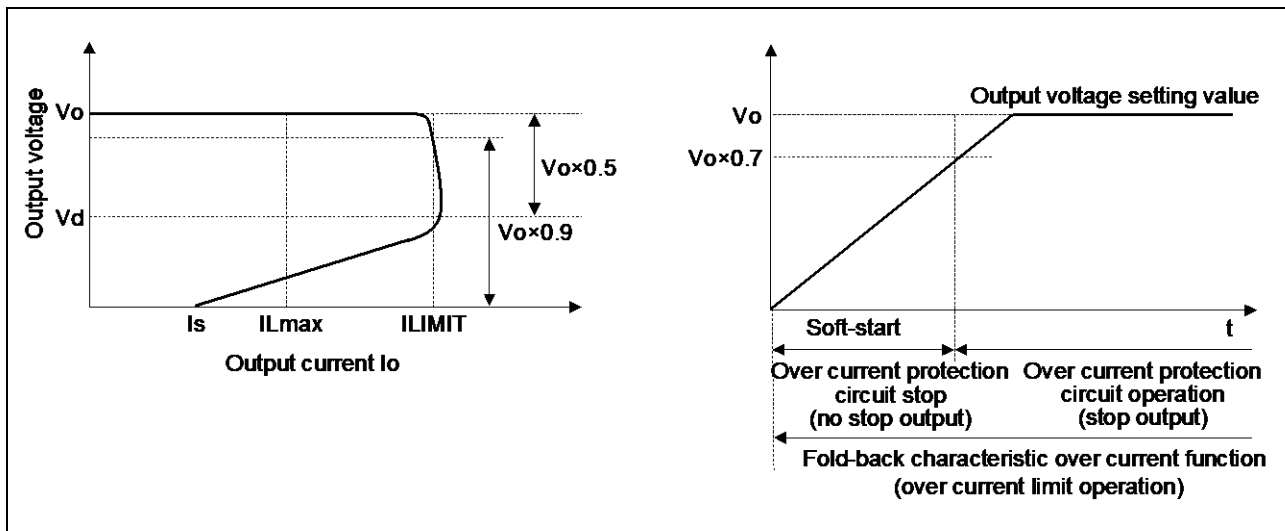 Output voltage
Vo
Vd
Vo×0.5
Vo×0.9
Is
ILmax
ILIMIT
Output current Io
Output voltage setting value
Vo
Vo×0.7
Soft-start
t
Over current protection
circuit stop
(no stop output)
Over current protection
circuit operation
(stop output)
Fold-back characteristic over current function
(over current limit operation)